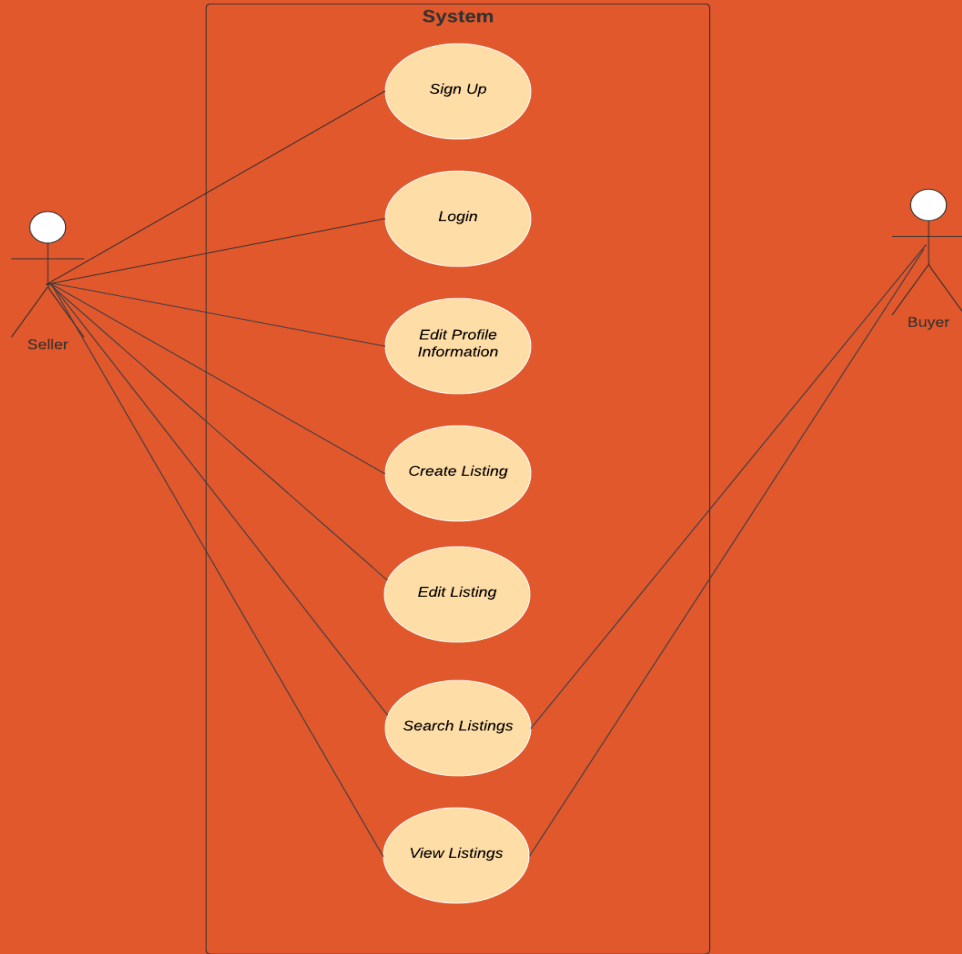 System
Sign Up
Login
Seller
Buyer
Edit Profile
Information
Create Listing
Edit Listing
Search Listings
View Listings